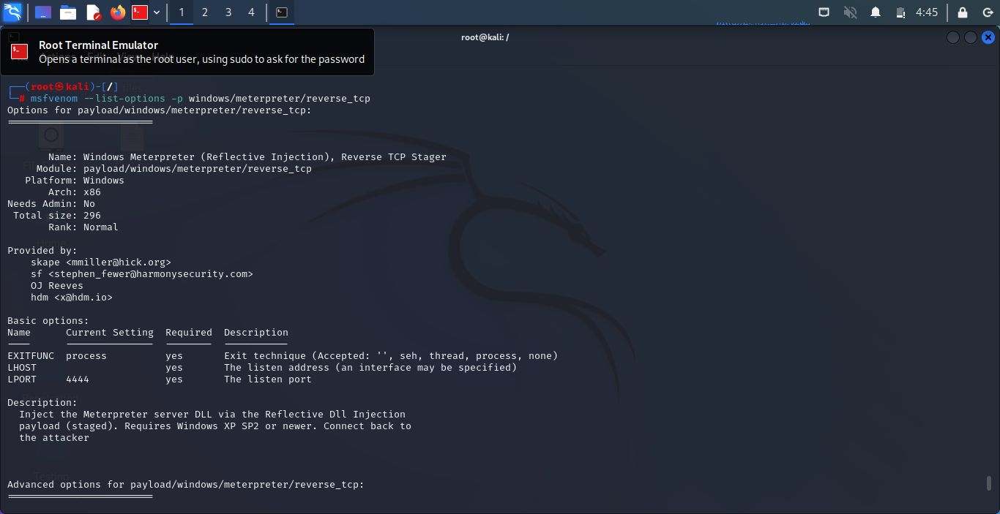 1 2 3 4
4:45
root@kali: /
Root Terminal Emulator
Opens a terminal as the root user, using sudo to ask for the password
Actions Edit View Help
┌──(root㉿kali)-[/]
└─# msfvenom --list-options -p windows/meterpreter/reverse_tcp
Options for payload/windows/meterpreter/reverse_tcp:
=========================
Name: Windows Meterpreter (Reflective Injection), Reverse TCP Stager
Module: payload/windows/meterpreter/reverse_tcp
Platform: Windows
Arch: x86
Needs Admin: No
Total size: 296
Rank: Normal
Home
Provided by:
skape <mmiller@hick.org>
sf <stephen_fewer@harmonysecurity.com>
OJ Reeves
hdm <x@hdm.io>
Basic options:
Name Current Setting Required Description
---- --------------- -------- -----------
EXITFUNC process yes Exit technique (Accepted: '', seh, thread, process, none)
LHOST yes The listen address (an interface may be specified)
LPORT 4444 yes The listen port
Description:
Inject the Meterpreter server DLL via the Reflective Dll Injection
payload (staged). Requires Windows XP SP2 or newer. Connect back to
the attacker
Testing
Advanced options for payload/windows/meterpreter/reverse_tcp:
=========================